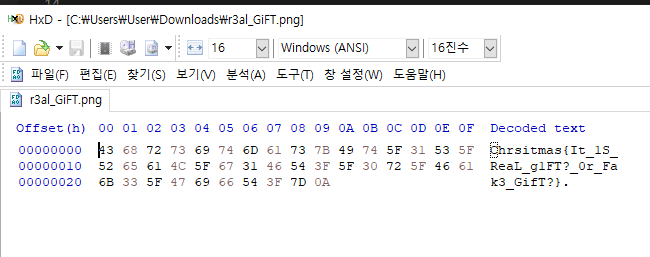 HxD - [C:₩Users₩User₩Downloads₩r3al_GiFT.png]
16 Windows (ANSI) 16진수
파일(F) 편집(E) 찾기(S) 보기(V) 분석(A) 도구(T) 창 설정(W) 도움말(H)
r3al_GiFT.png
Offset(h) 00 01 02 03 04 05 06 07 08 09 0A 0B 0C 0D 0E 0F Decoded text
00000000 43 68 72 73 69 74 6D 61 73 7B 49 74 5F 31 53 5F Chrsitmas{It_1S_
00000010 52 65 61 4C 5F 67 31 46 54 3F 5F 30 72 5F 46 61 ReaL_g1FT?_0r_Fa
00000020 6B 33 5F 47 69 66 54 3F 7D 0A k3_GifT?}.